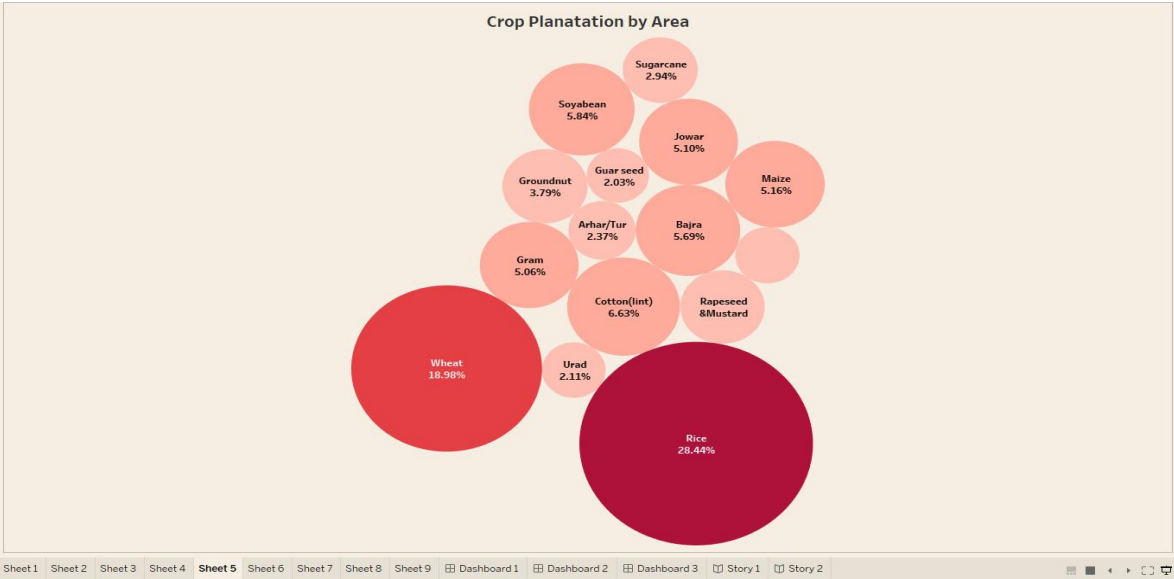 Crop Planatation by Area
Sugarcane
2.94%
Soyabean
5.84%
Jowar
5.10%
Guar seed
2.03%
Maize
5.16%
Groundnut
3.79%
Arhar/Tur
2.37%
Bajra
5.69%
Gram
5.06%
Cotton(lint)
6.63%
Rapeseed
&Mustard
Wheat
18.98%
Urad
2.11%
Rice
28.44%
Sheet 1 Sheet 2 Sheet 3 Sheet 4 Sheet 5 Sheet 6 Sheet 7 Sheet 8 Sheet 9 Dashboard 1 Dashboard 2 Dashboard 3 Story 1 Story 2